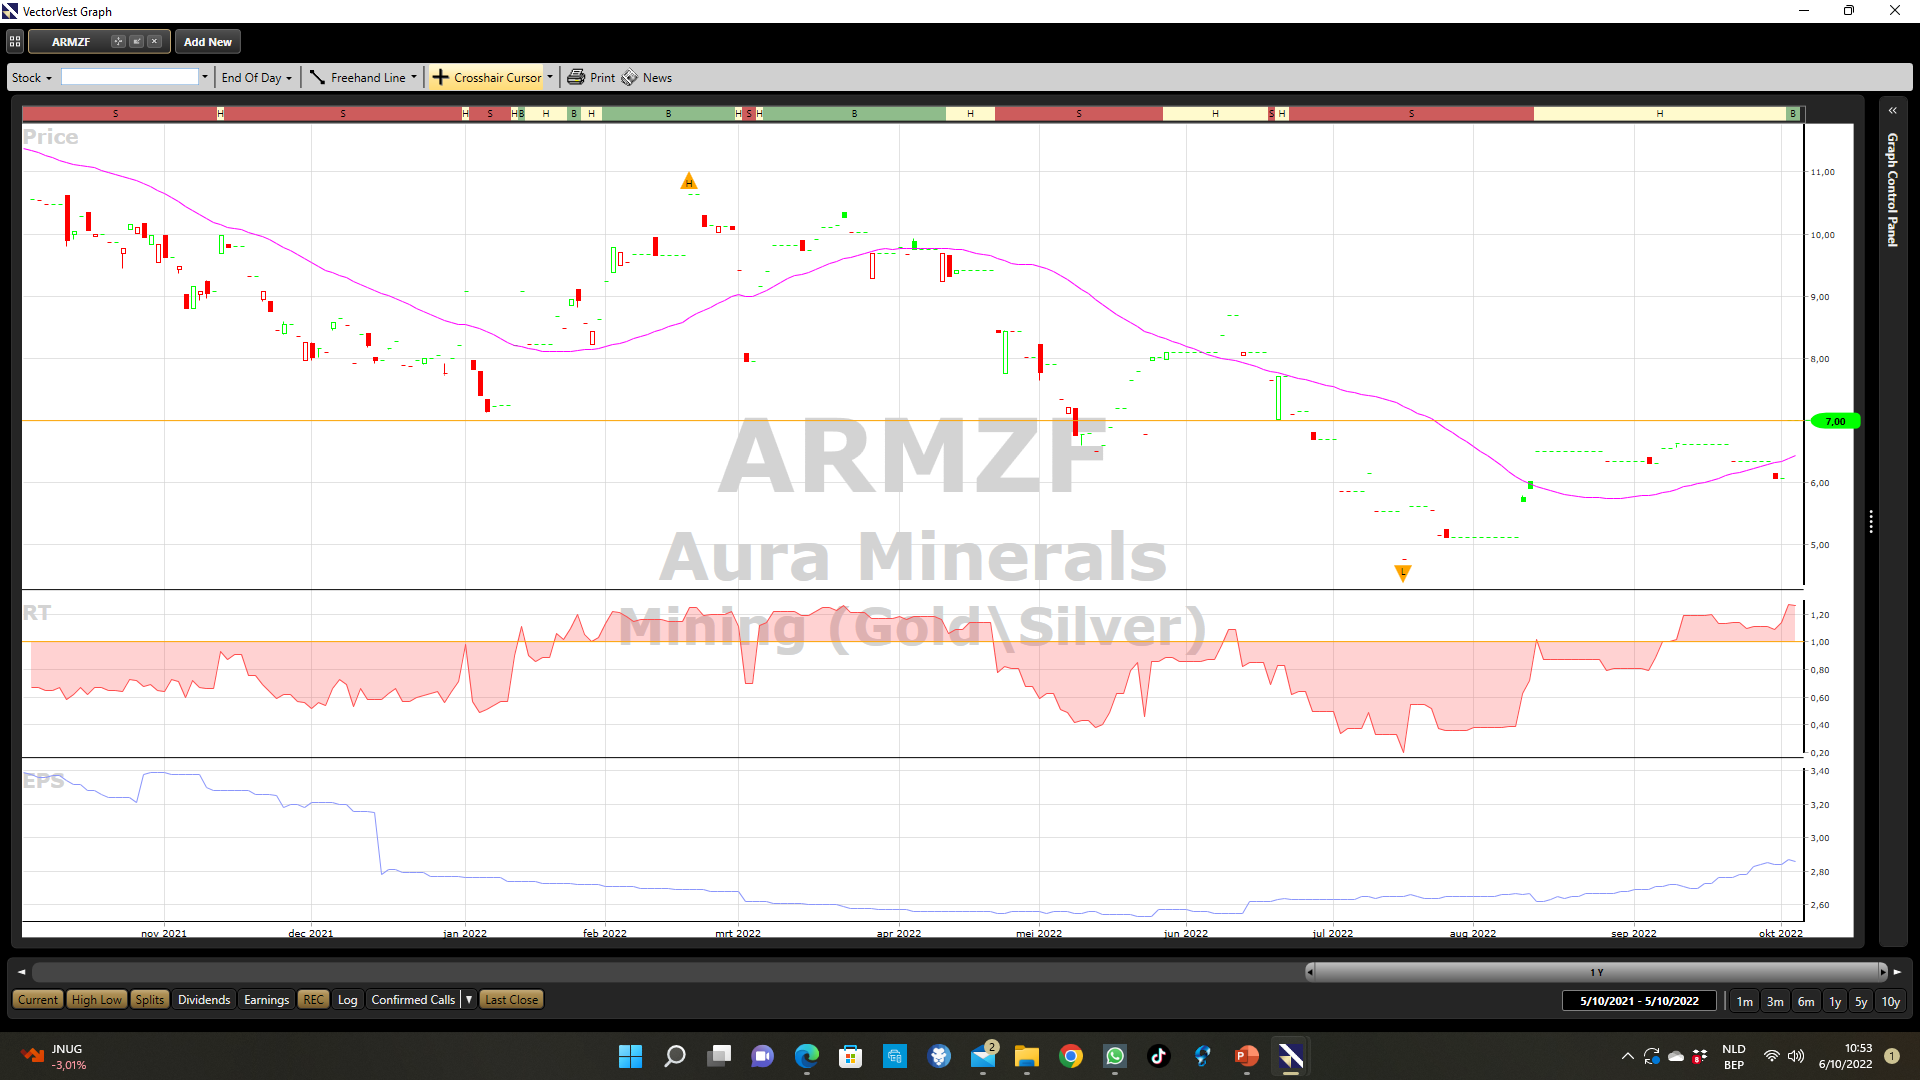 VectorVest Graph
ARMZF
Add New
Stock
End Of Day
Freehand Line
Crosshair Cursor
Print
News
S H S H S H B H B H B H S H B H S H S H S H B
Price
H
11,00
10,00
9,00
8,00
7,00
6,00
5,00
L
ARMZF
Aura Minerals
Mining (Gold\Silver)
Graph Control Panel
RT
1,20
1,00
0,80
0,60
0,40
0,20
EPS
3,40
3,20
3,00
2,80
2,60
nov 2021 dec 2021 jan 2022 feb 2022 mrt 2022 apr 2022 mei 2022 jun 2022 jul 2022 aug 2022 sep 2022 okt 2022
1 Y
Current High Low Splits Dividends Earnings REC Log Confirmed Calls Last Close
5/10/2021 - 5/10/2022 1m 3m 6m 1y 5y 10y
JNUG
-3,01%
2
8
NLD
BEP
10:53
6/10/2022
1